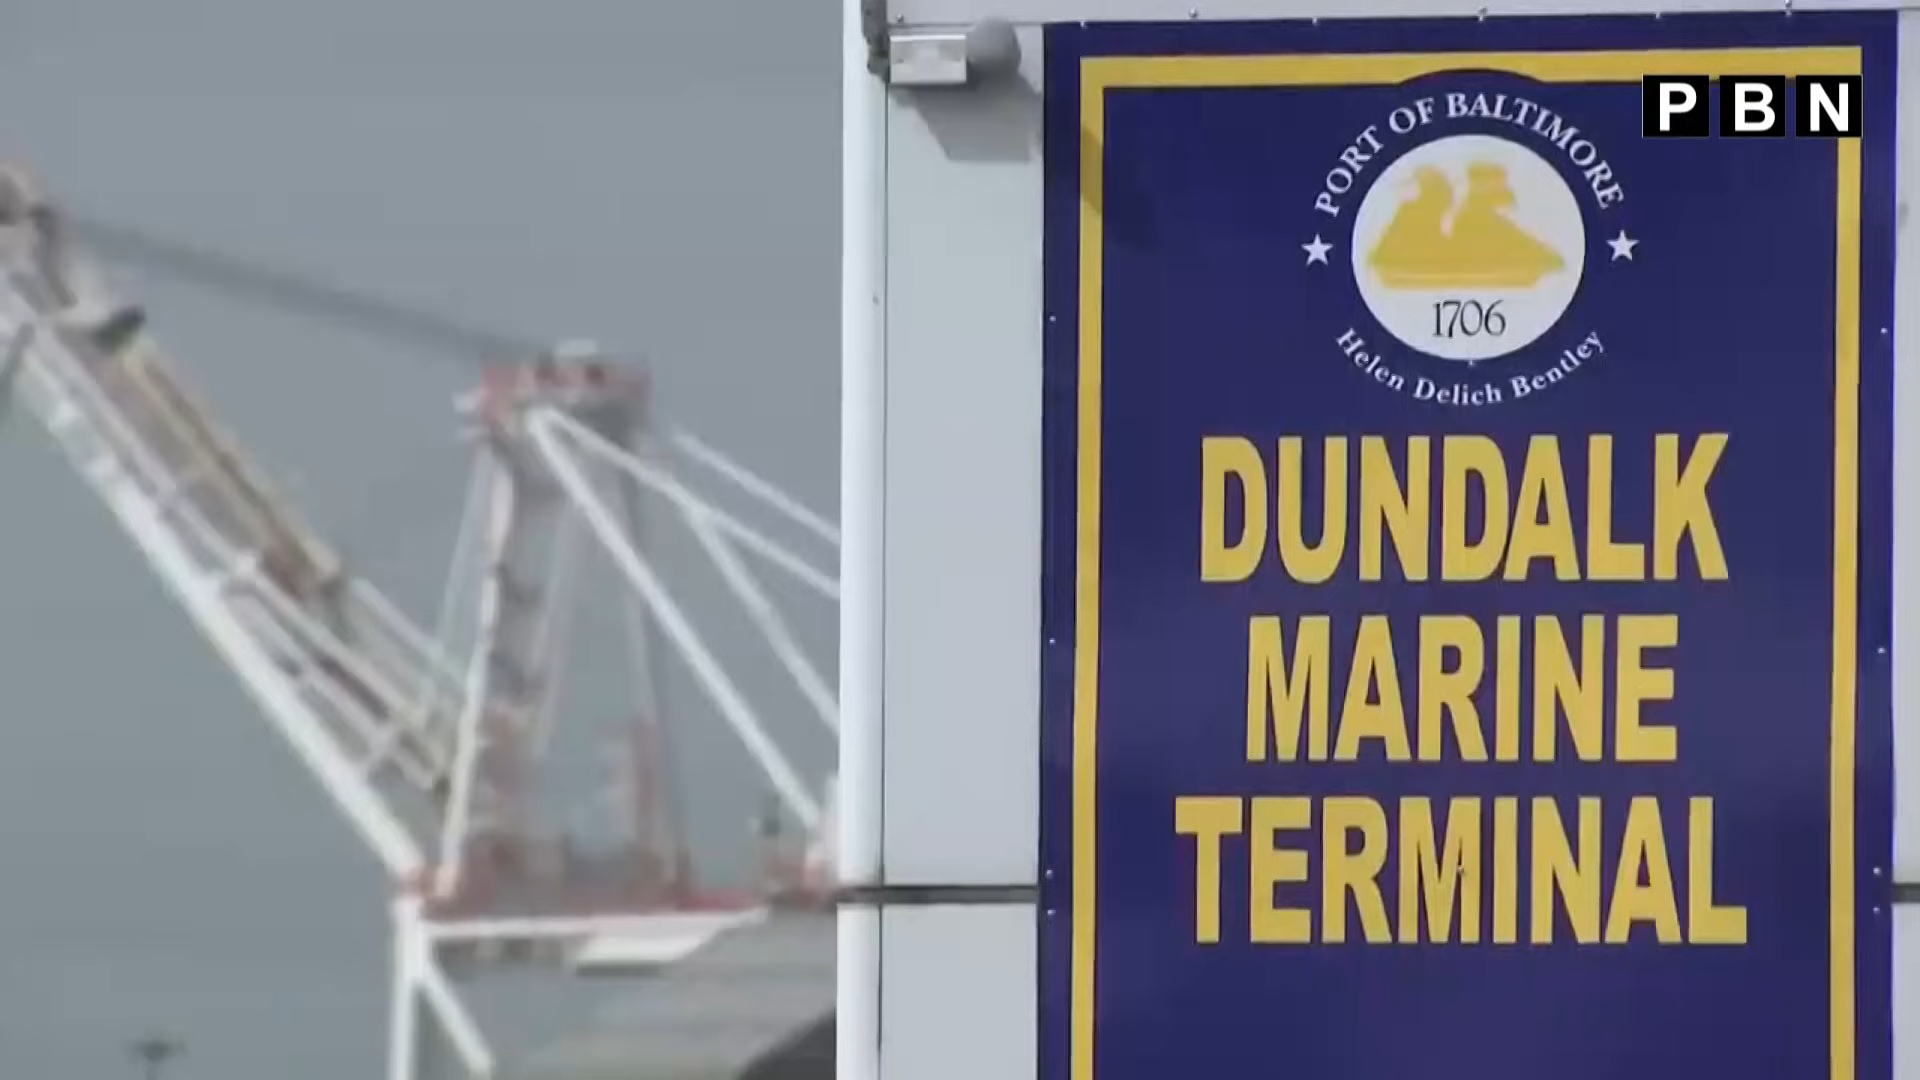 PBN
PORT OF BALTIMORE
1706
Helen Delich Bentley
DUNDALK
MARINE
TERMINAL